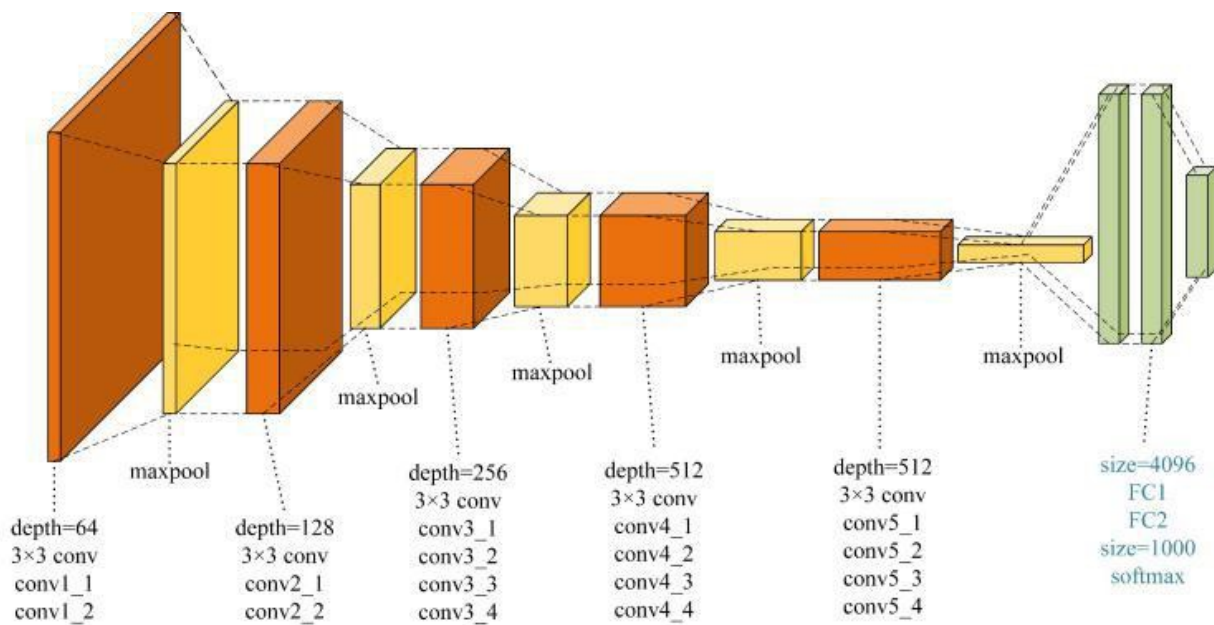 depth=64
3×3 conv
conv1_1
conv1_2
maxpool
depth=128
3×3 conv
conv2_1
conv2_2
maxpool
depth=256
3×3 conv
conv3_1
conv3_2
conv3_3
conv3_4
maxpool
depth=512
3×3 conv
conv4_1
conv4_2
conv4_3
conv4_4
maxpool
depth=512
3×3 conv
conv5_1
conv5_2
conv5_3
conv5_4
maxpool
size=4096
FC1
FC2
size=1000
softmax